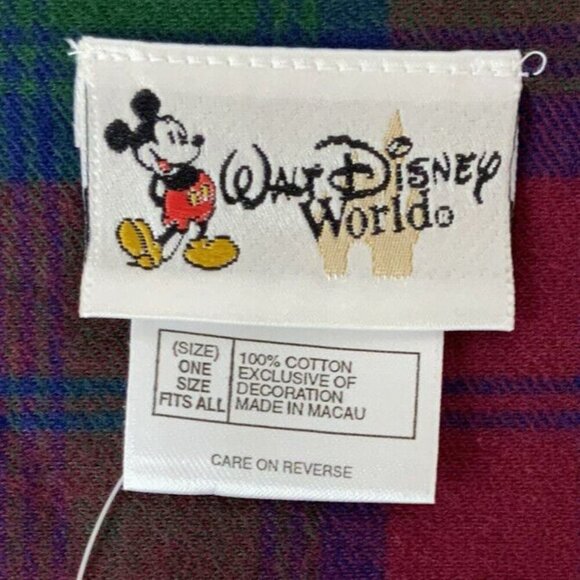 WALT DISNEY
World®
(SIZE)
ONE
SIZE
FITS ALL
100% COTTON
EXCLUSIVE OF
DECORATION
MADE IN MACAU
CARE ON REVERSE